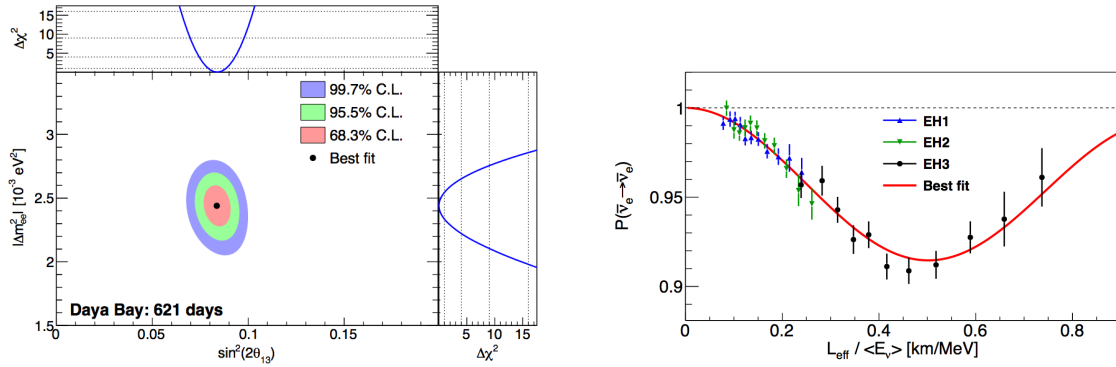 Δχ²
15
10
5
99.7% C.L.
95.5% C.L.
68.3% C.L.
Best fit
|Δm²ee| [10⁻³ eV²]
3
2.5
2
1.5
Daya Bay: 621 days
0.05
0.1
0.15
sin²(2θ₁₃)
5
10
15
Δχ²
P(ν̄e→ν̄e)
1
0.95
0.9
EH1
EH2
EH3
Best fit
0
0.2
0.4
0.6
0.8
Leff / <Eν> [km/MeV]